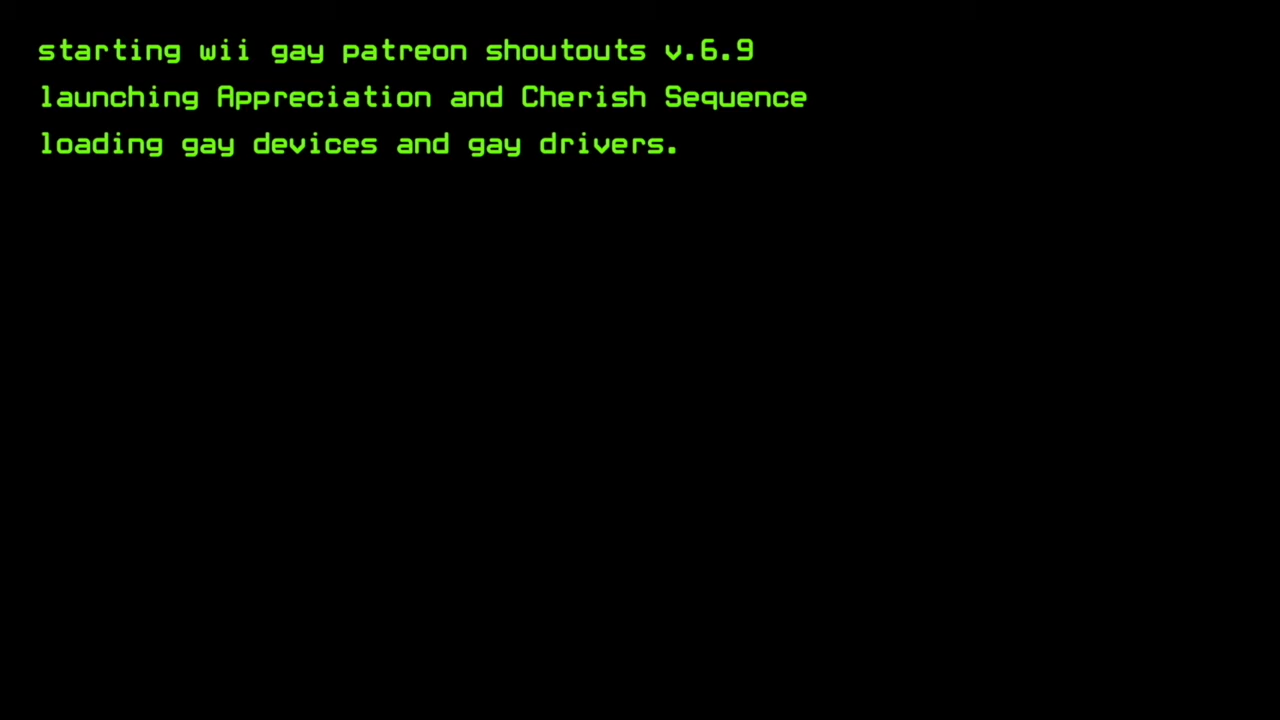 starting wii gay patreon shoutouts v.6.9
launching Appreciation and Cherish Sequence
loading gay devices and gay drivers.